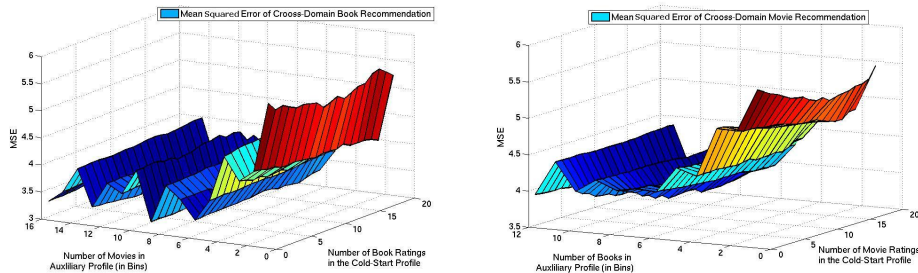 Mean Squared Error of Crooss-Domain Book Recommendation
6
5.5
5
4.5
4
3.5
3
MSE
16 14 12 10 8 6 4 2 0
Number of Movies in
Auxliliary Profile (in Bins)
0 5 10 15 20
Number of Book Ratings
in the Cold-Start Profile
Mean Squared Error of Crooss-Domain Movie Recommendation
6
5.5
5
4.5
4
3.5
MSE
12 10 8 6 4 2 0
Number of Books in
Auxliliary Profile (in Bins)
0 5 10 15 20
Number of Movie Ratings
in the Cold-Start Profile